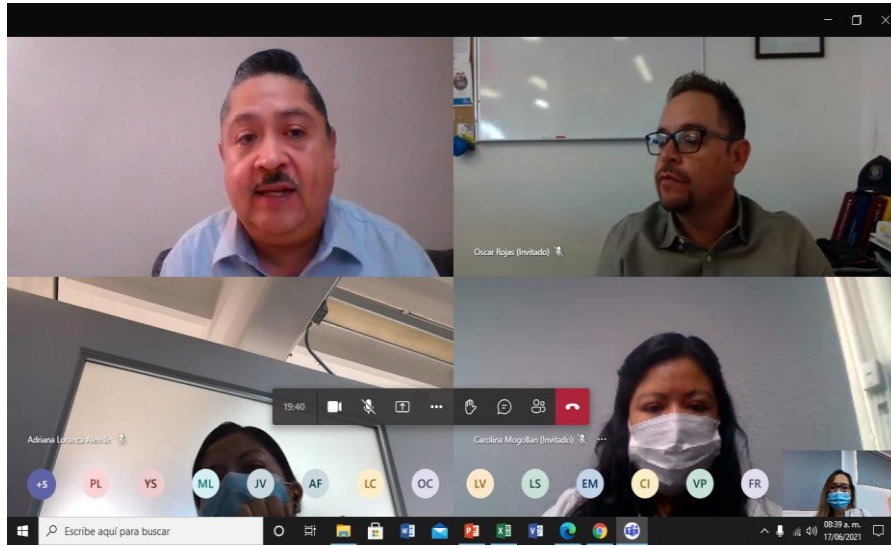 Oscar Rojas (Invitado)
19:40
Adriana Loranca Alemán
Carolina Mogollan (Invitado)
+5
PL
YS
ML
JV
AF
LC
OC
LV
LS
EM
CI
VP
FR
Escribe aquí para buscar
08:39 a. m.
17/06/2021